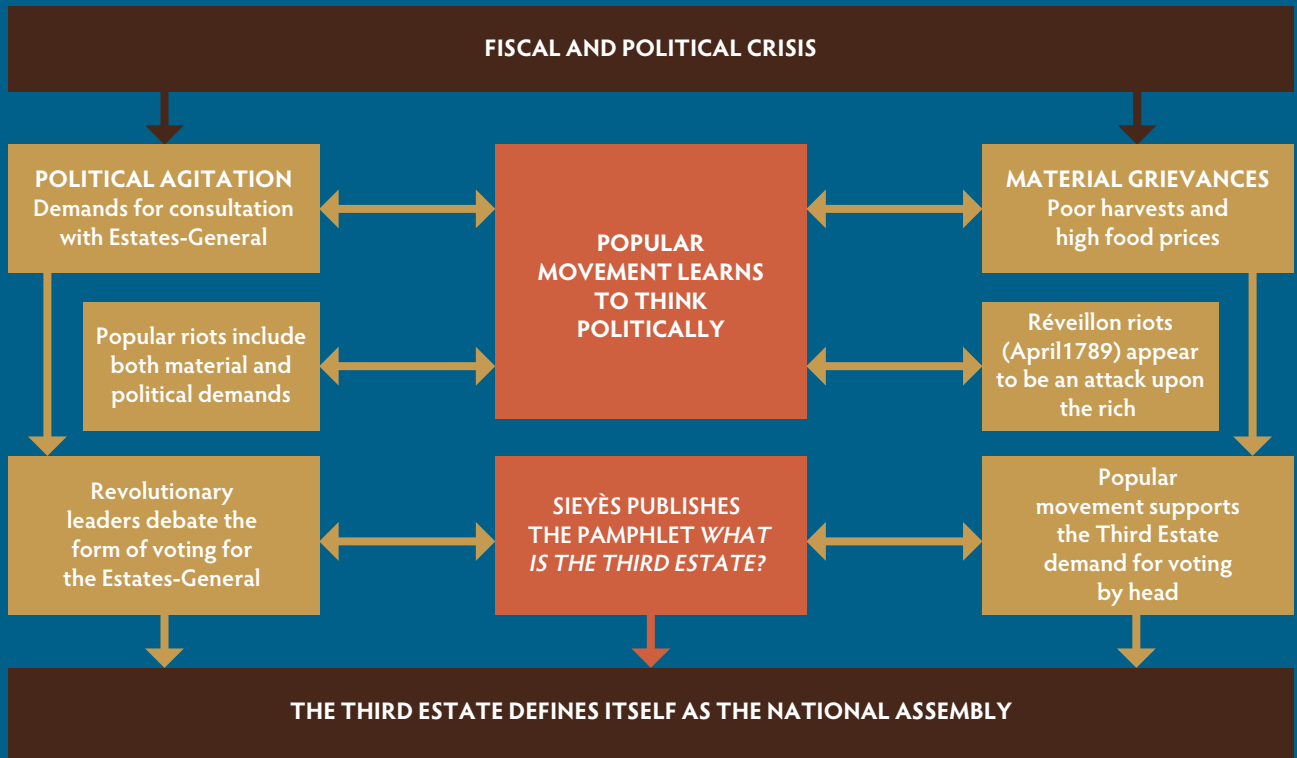 FISCAL AND POLITICAL CRISIS
POLITICAL AGITATION
Demands for consultation
with Estates-General
POPULAR
MOVEMENT LEARNS
TO THINK
POLITICALLY
MATERIAL GRIEVANCES
Poor harvests and
high food prices
Popular riots include
both material and
political demands
Réveillon riots
(April1789) appear
to be an attack upon
the rich
Revolutionary
leaders debate the
form of voting for
the Estates-General
SIEYÈS PUBLISHES
THE PAMPHLET WHAT
IS THE THIRD ESTATE?
Popular
movement supports
the Third Estate
demand for voting
by head
THE THIRD ESTATE DEFINES ITSELF AS THE NATIONAL ASSEMBLY